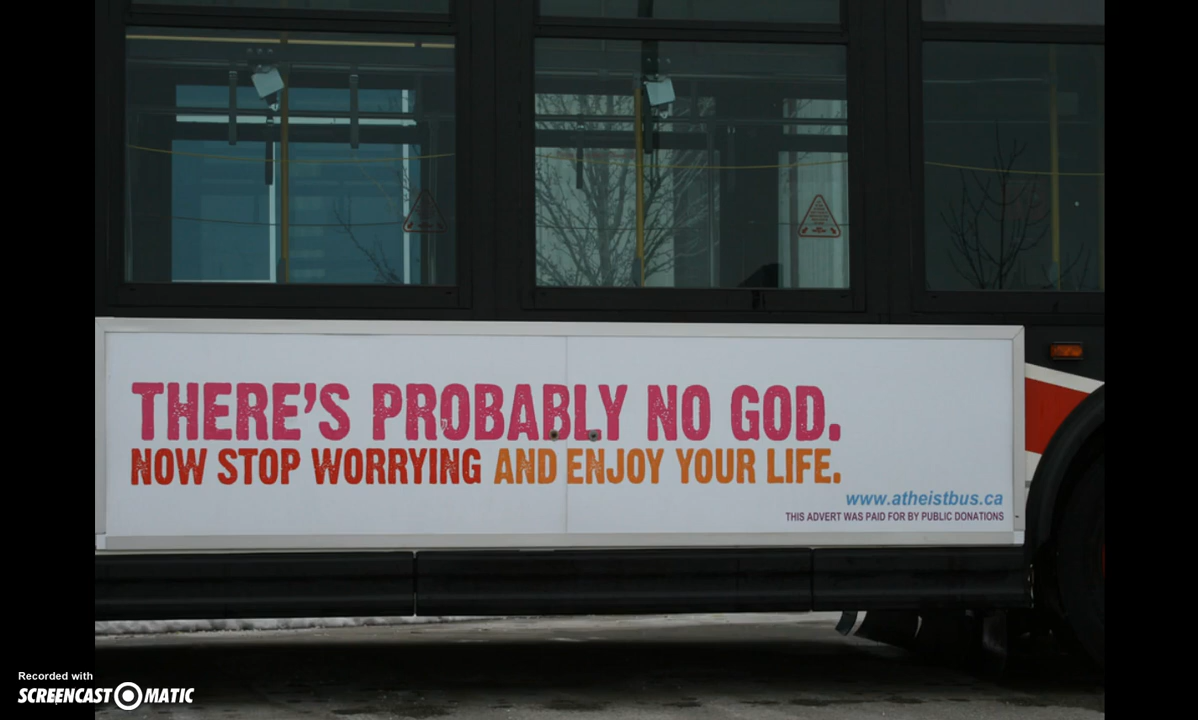 THERE'S PROBABLY NO GOD.
NOW STOP WORRYING AND ENJOY YOUR LIFE.
www.atheistbus.ca
THIS ADVERT WAS PAID FOR BY PUBLIC DONATIONS
Recorded with
SCREENCAST-O-MATIC